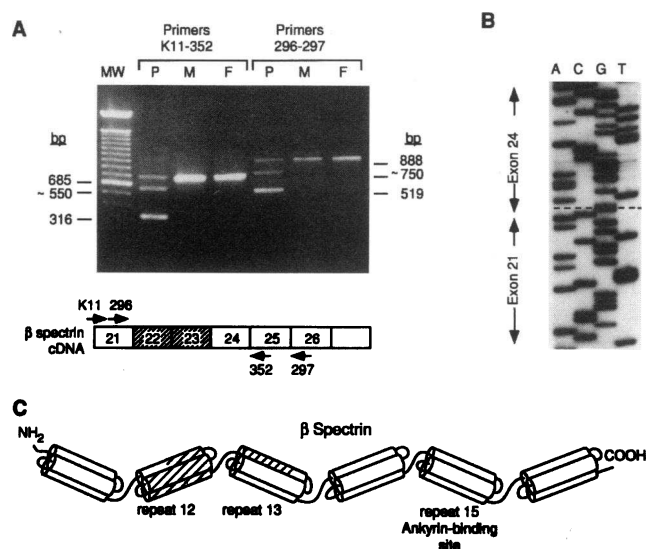 A
Primers K11-352
Primers 296-297
MW P M F P M F
bp
685
~ 550
316
bp
888
~ 750
519
K11 296
β spectrin cDNA
21 22 23 24 25 26
352 297
B
A C G T
Exon 24
Exon 21
C
β Spectrin
NH2
COOH
repeat 12
repeat 13
repeat 15
Ankyrin-binding
site